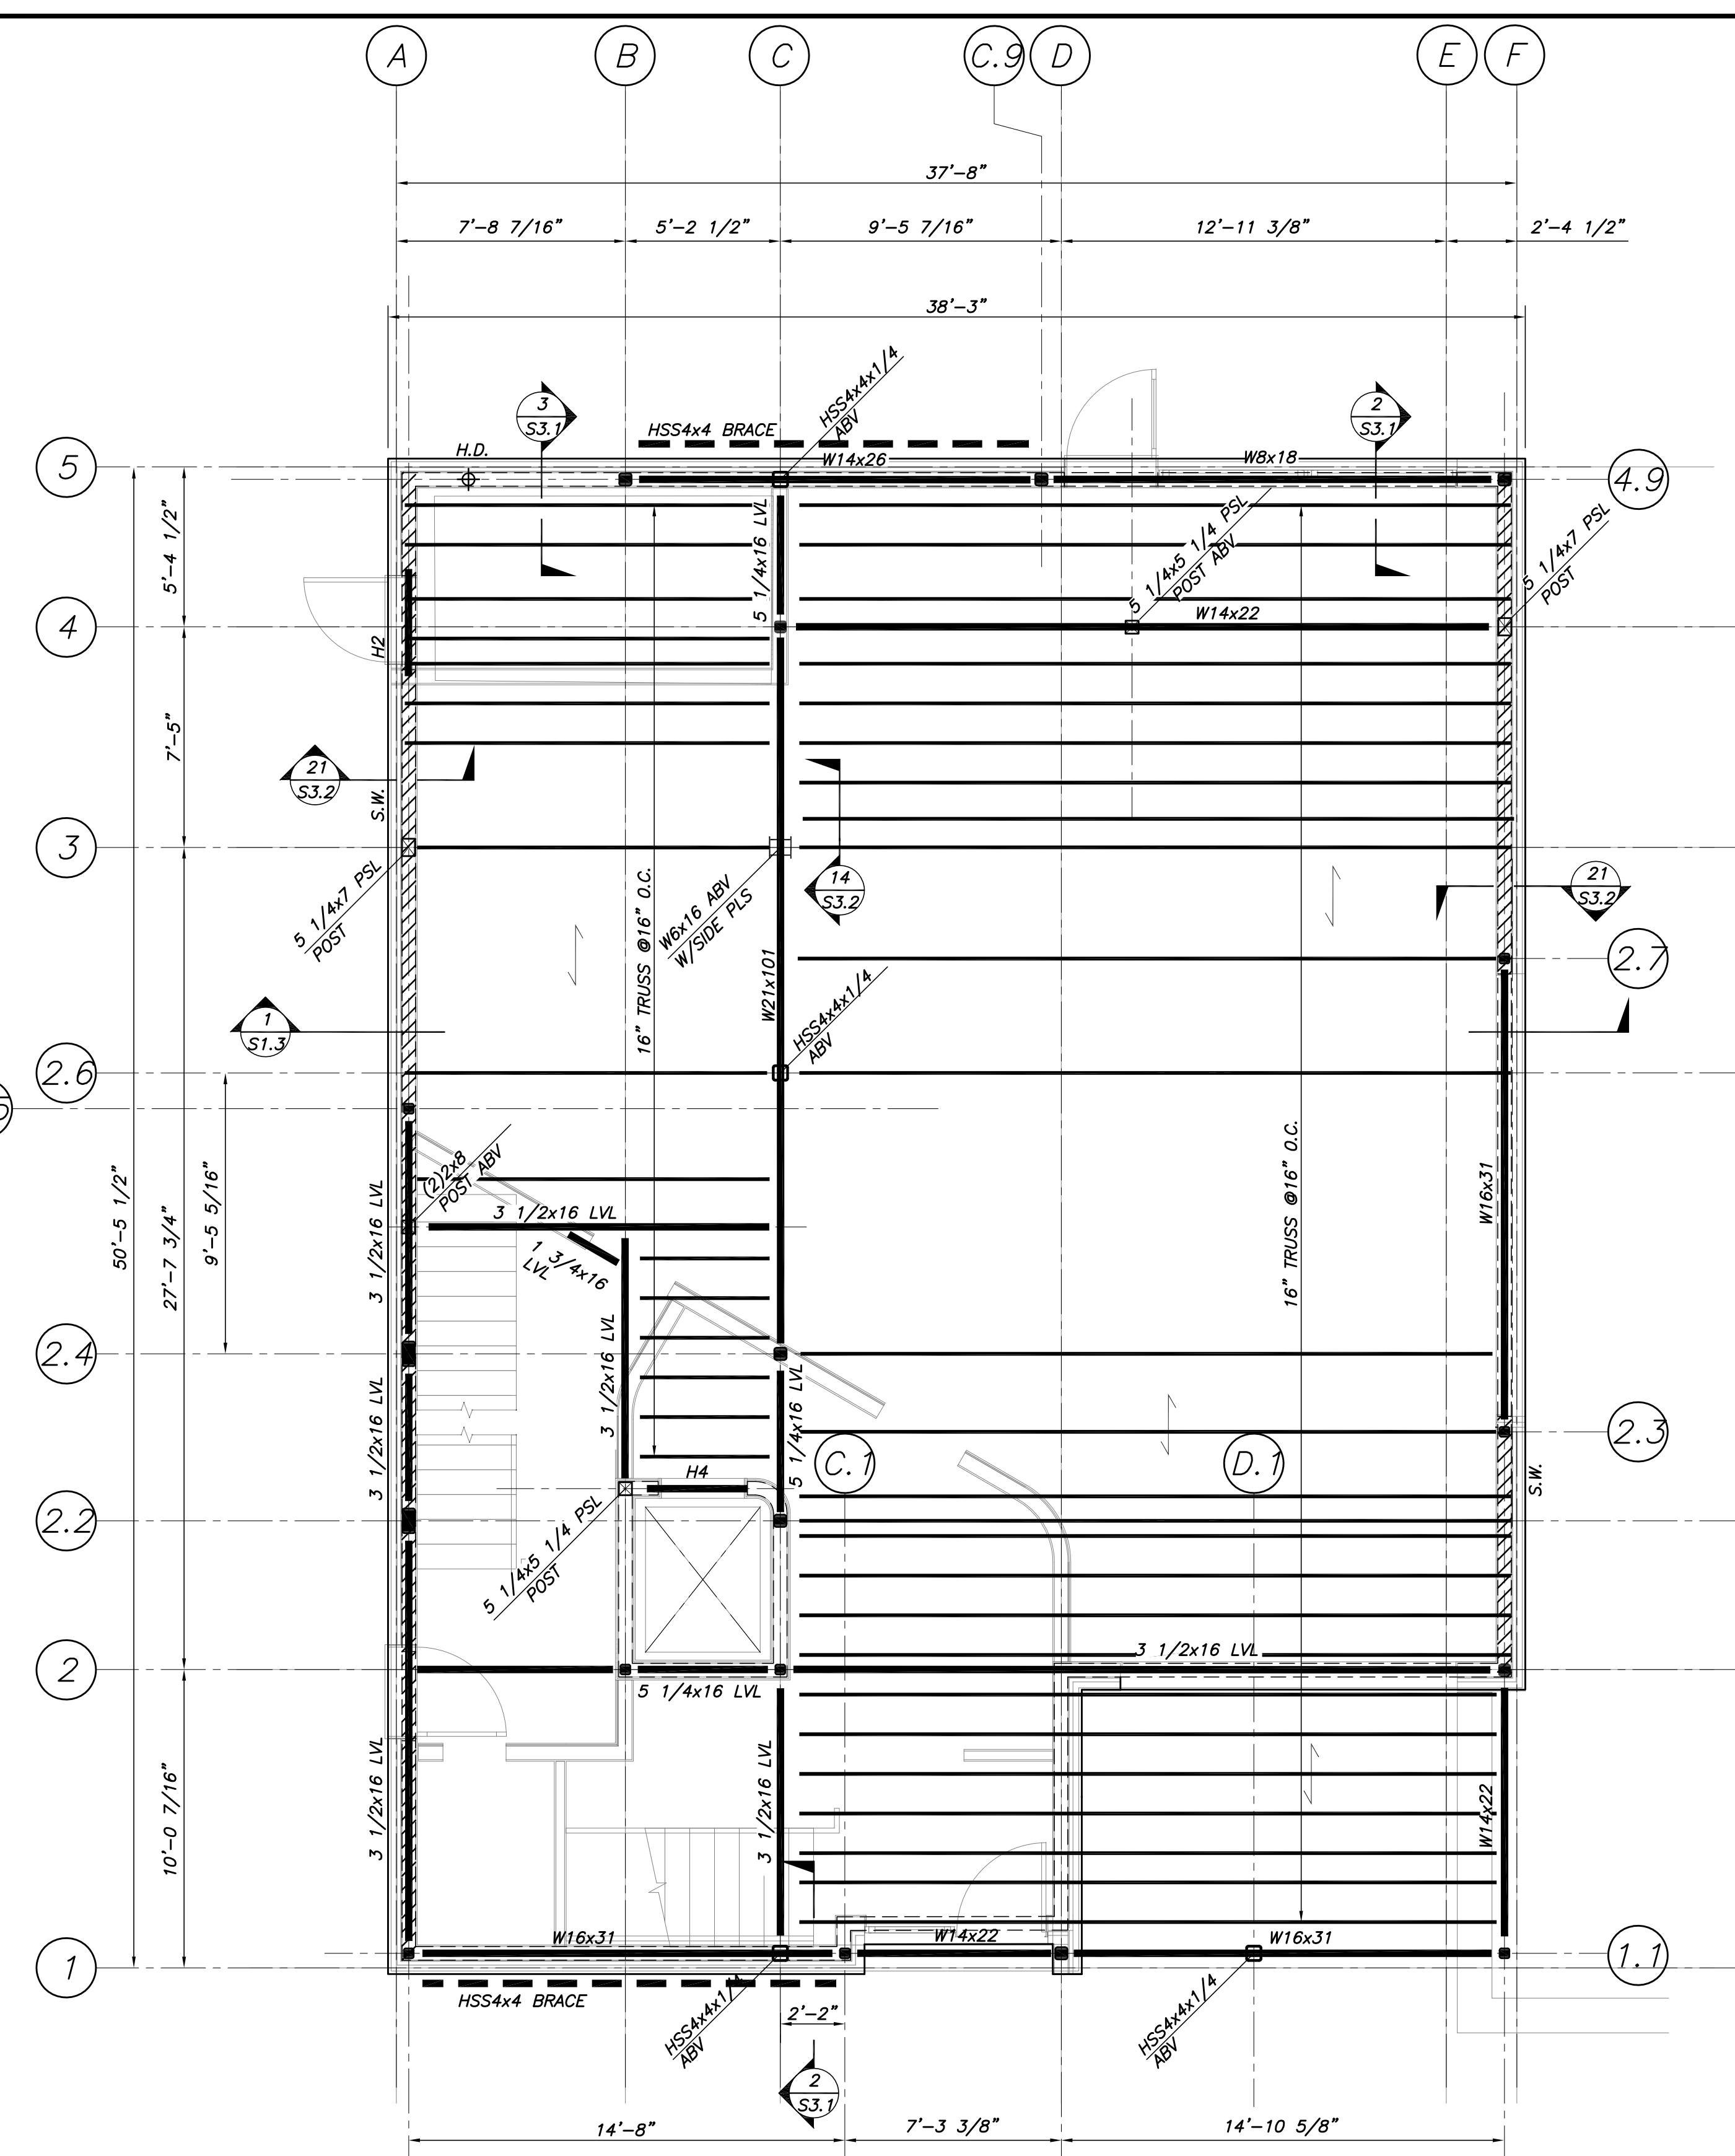 A
B
C
C.9
D
E
F
37'-8"
7'-8 7/16"
5'-2 1/2"
9'-5 7/16"
12'-11 3/8"
2'-4 1/2"
38'-3"
HSS4x4x1/4
ABV
3
S3.1
2
S3.1
HSS4x4 BRACE
H.D.
W14x26
W8x18
5
4.9
5'-4 1/2"
5 1/4x16 LVL
5 1/4x5 1/4 PSL
POST ABV
5 1/4x7 PSL
POST
W14x22
4
H2
7'-5"
21
S3.2
S.W.
3
14
S3.2
21
S3.2
5 1/4x7 PSL
POST
W6x16 ABV
W/SIDE PLS
16" TRUSS @16" O.C.
W21x101
2.7
HSS4x4x1/4
ABV
1
S1.3
2.6
50'-5 1/2"
27'-7 3/4"
9'-5 5/16"
3 1/2x16 LVL
(2)2x8
POST ABV
3 1/2x16 LVL
1 3/4x16
LVL
16" TRUSS @16" O.C.
W16x31
3 1/2x16 LVL
2.4
3 1/2x16 LVL
5 1/4x16 LVL
2.3
C.1
D.1
H4
S.W.
2.2
5 1/4x5 1/4 PSL
POST
2
3 1/2x16 LVL
5 1/4x16 LVL
10'-0 7/16"
3 1/2x16 LVL
3 1/2x16 LVL
W14x22
W16x31
W14x22
W16x31
1
1.1
HSS4x4 BRACE
HSS4x4x1/4
ABV
2'-2"
HSS4x4x1/4
ABV
2
S3.1
14'-8"
7'-3 3/8"
14'-10 5/8"